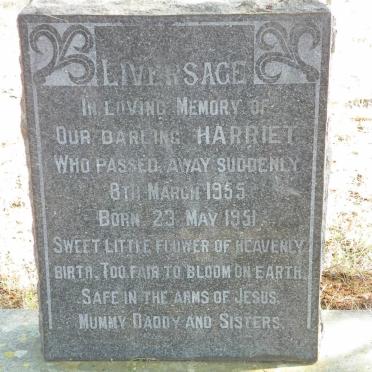 LIVERSAGE
IN LOVING MEMORY OF
OUR DARLING HARRIET
WHO PASSED AWAY SUDDENLY
8TH MARCH 1955
BORN 23 MAY 1951
SWEET LITTLE FLOWER OF HEAVENLY
BIRTH, TOO FAIR TO BLOOM ON EARTH.
SAFE IN THE ARMS OF JESUS.
MUMMY DADDY AND SISTERS.